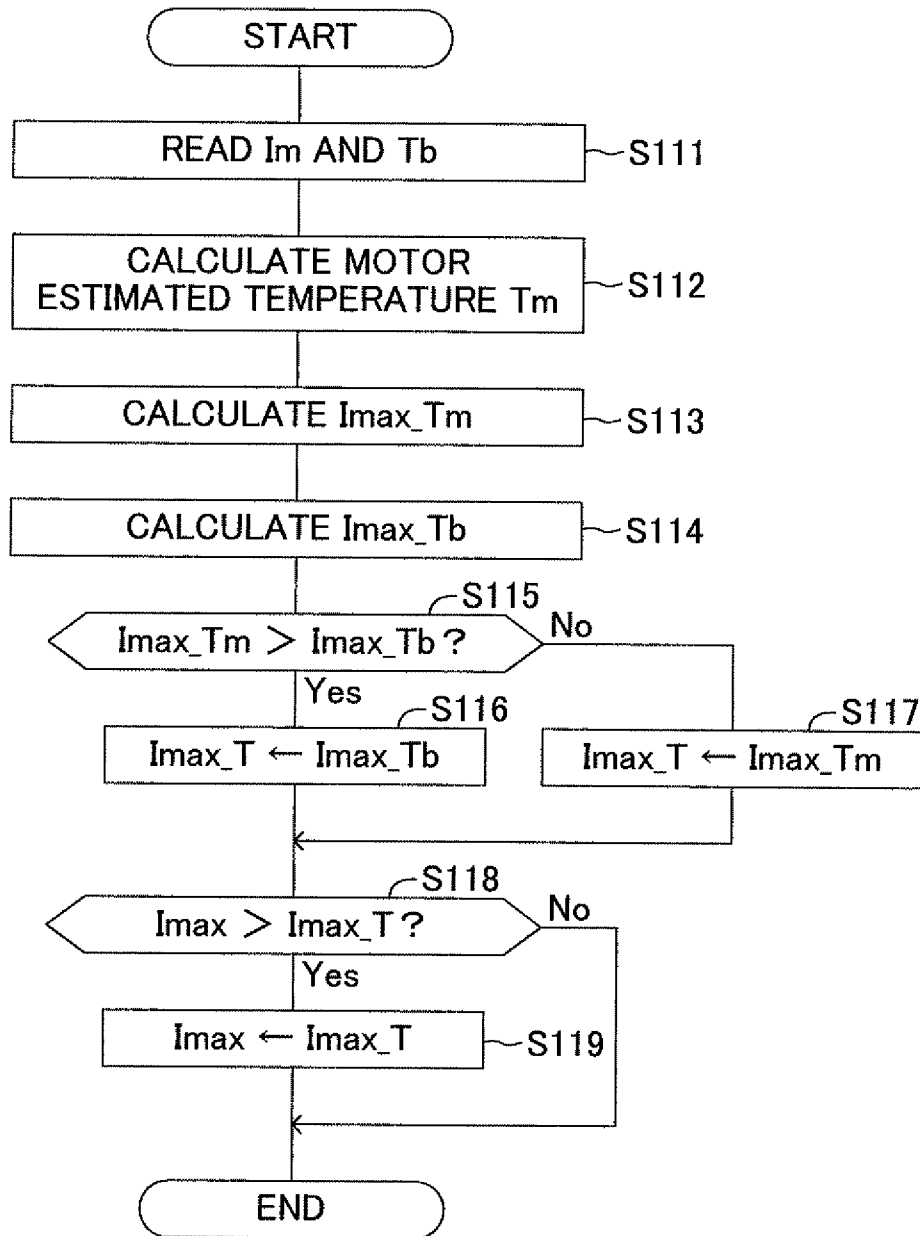 START
READ Im AND Tb
S111
CALCULATE MOTOR
ESTIMATED TEMPERATURE Tm
S112
CALCULATE Imax_Tm
S113
CALCULATE Imax_Tb
S114
S115
Imax_Tm > Imax_Tb?
No
Yes
S116
S117
Imax_T ← Imax_Tb
Imax_T ← Imax_Tm
S118
Imax > Imax_T?
No
Yes
Imax ← Imax_T
S119
END